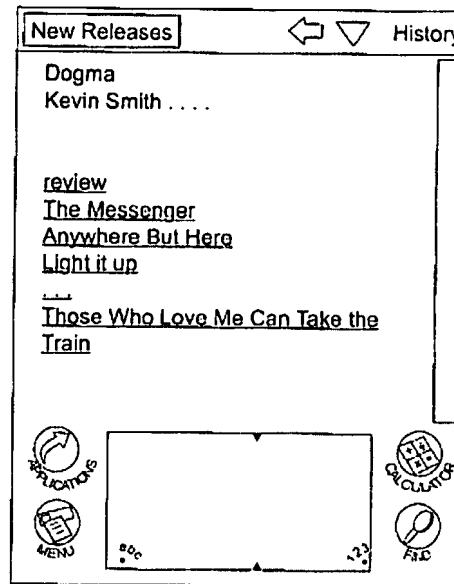 New Releases
History
Dogma
Kevin Smith . . . .
review
The Messenger
Anywhere But Here
Light it up
. . .
Those Who Love Me Can Take the
Train
APPLICATIONS
CALCULATOR
MENU
abc
123
FIND